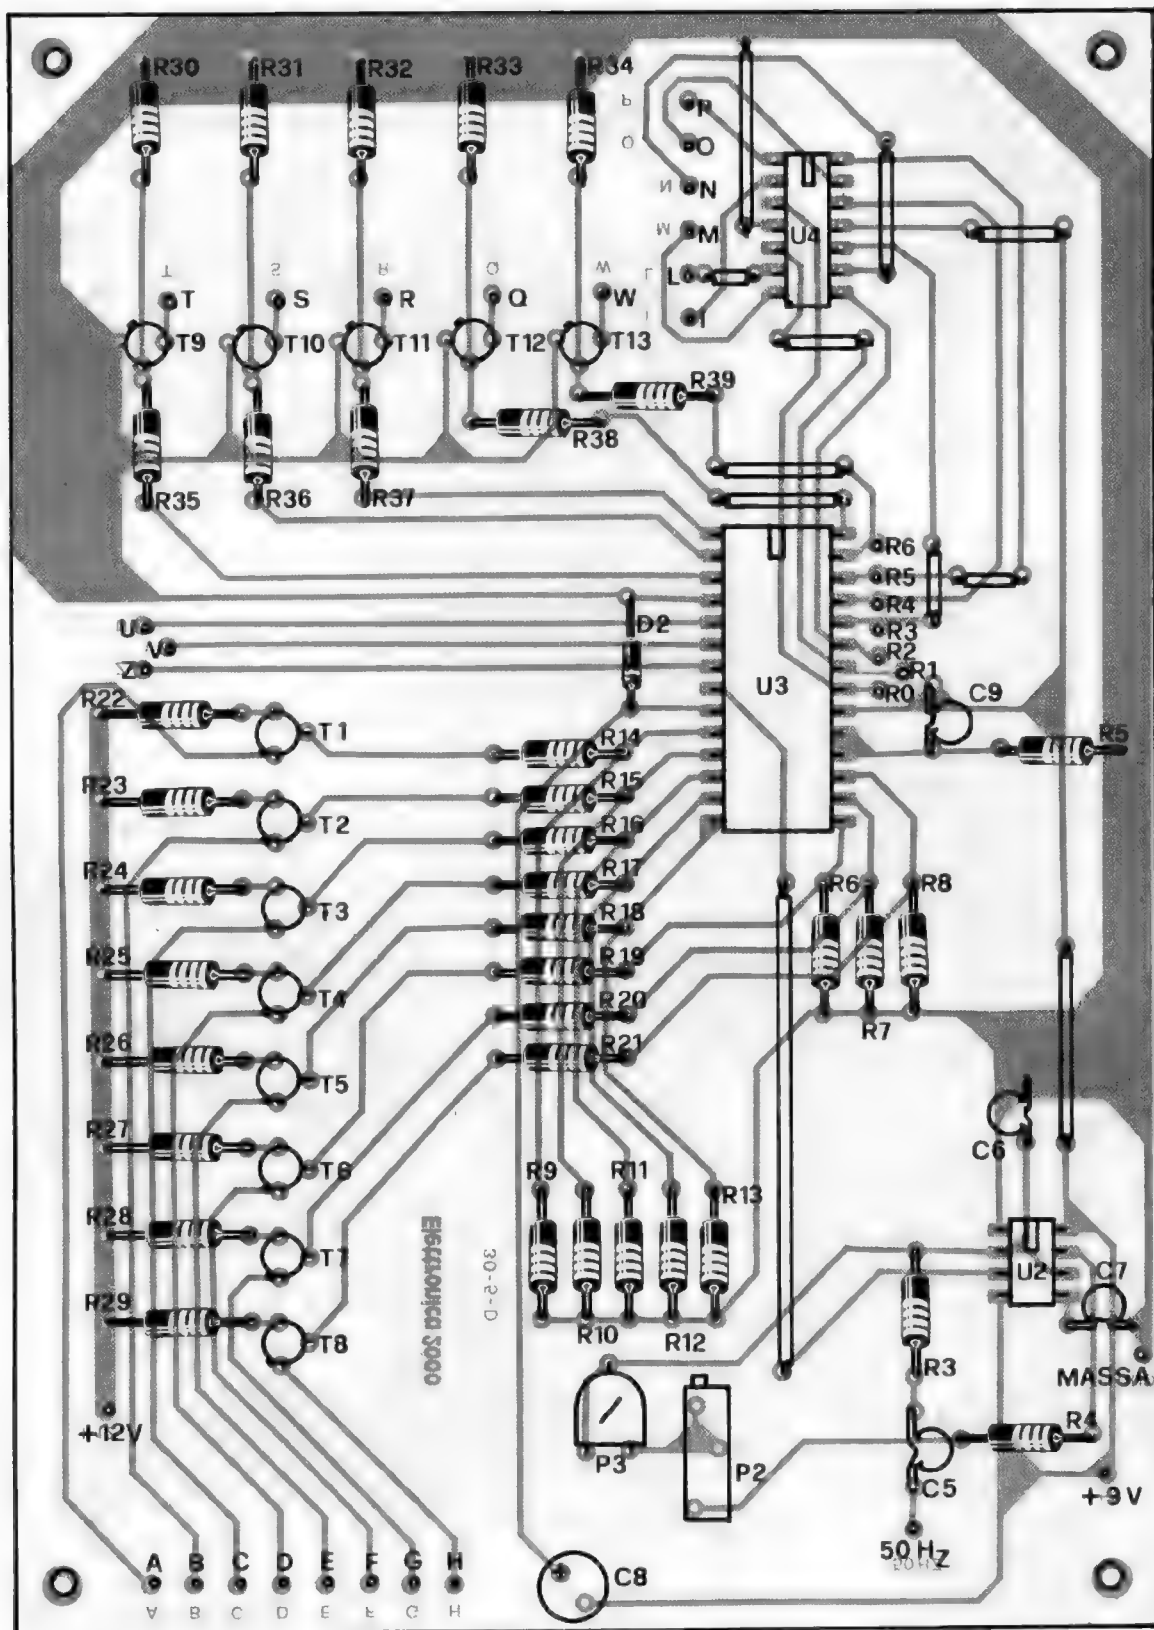 R30 R31 R32 R33 R34
P P
O O
N N
U4
M M
L L
I I
T S R Q W
T S R Q W
T9 T10 T11 T12 T13
R39
R38
R35 R36 R37
R6
R5
R4
R3
R2
R1
R0
U
V
Z
D2
U3
C9
R22
T1
R14
R5
R23
R15
T2
R16
R24
R17
R6 R8
T3
R18
R25
R19
T4
R20
R7
R26
R21
T5
C6
R27
T6
R9 R11 R13
R28
T7
U2 C7
R29
T8
Elettronica 2000
30-5-D
R10 R12
R3
MASSA
+12V
P3 P2
R4
C5
+9V
50 Hz
50 Hz
A B C D E F G H
C8
A B C D E F G H